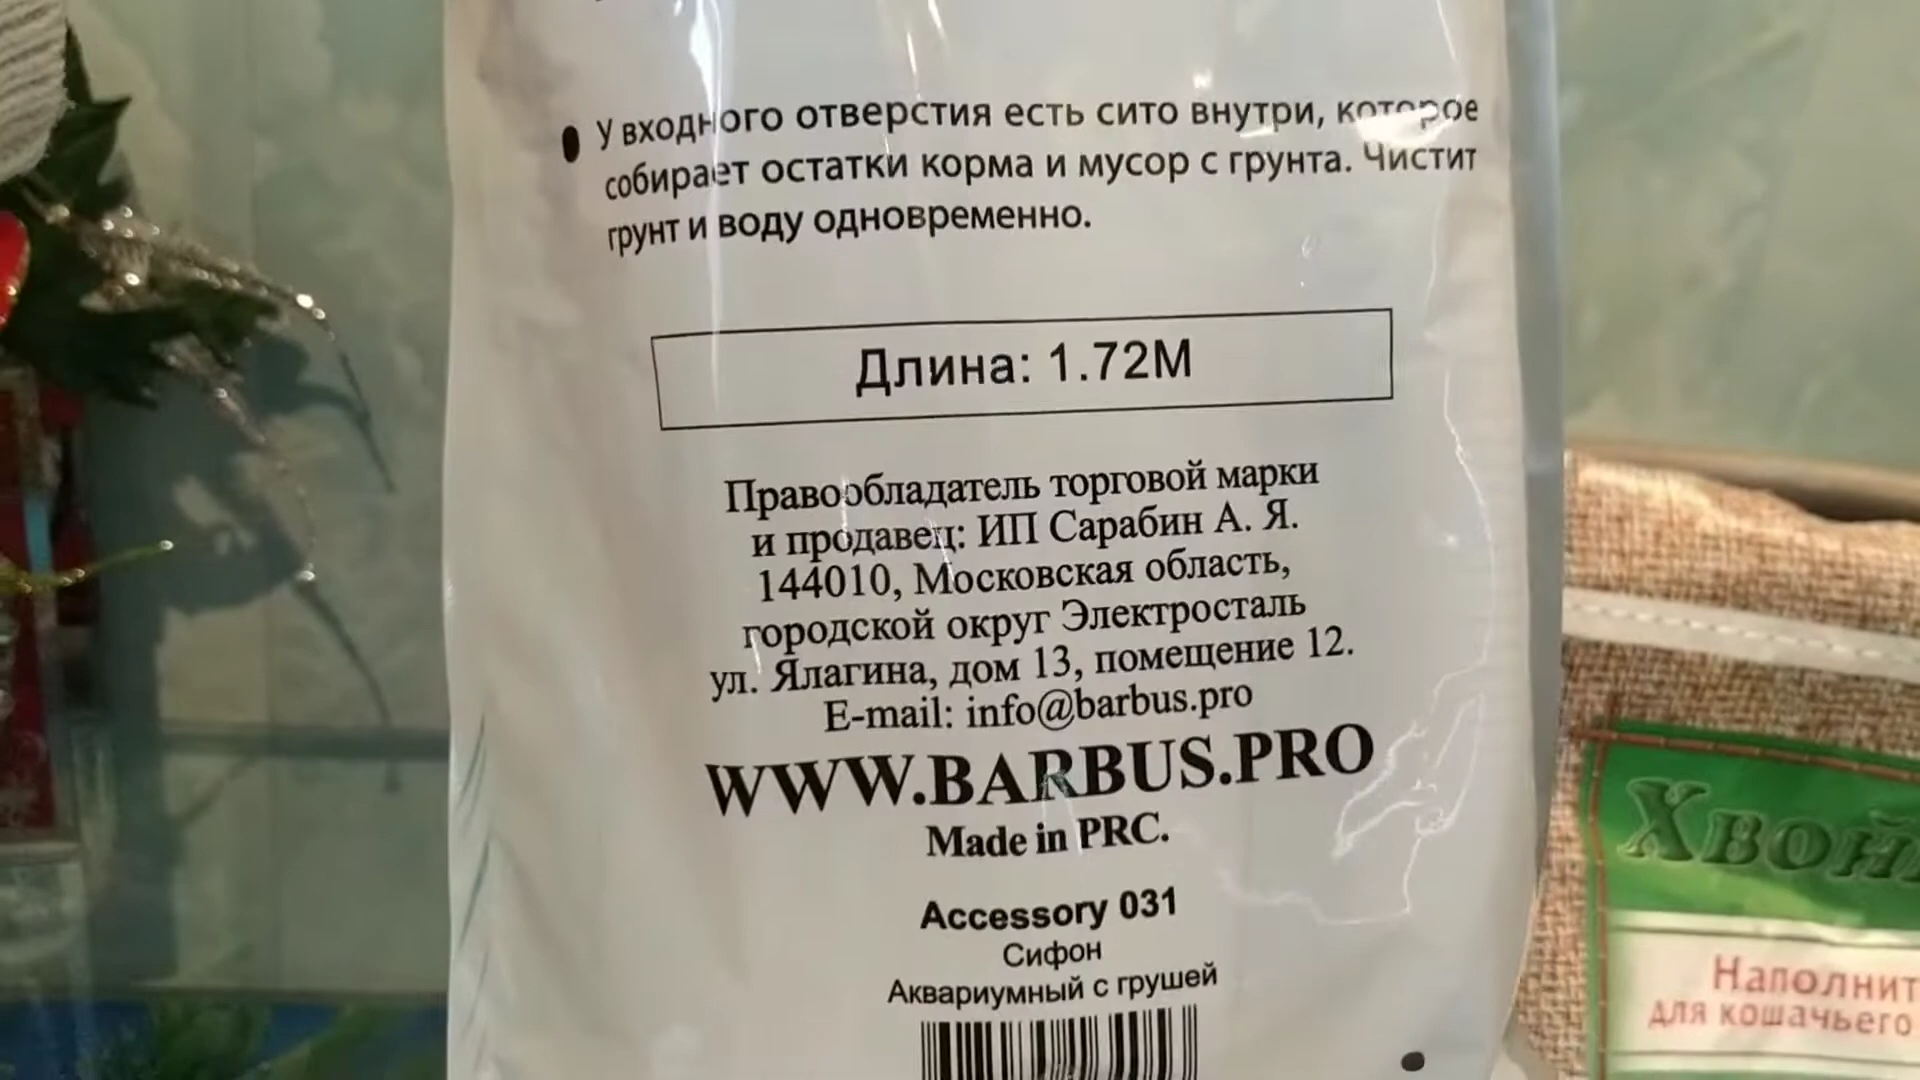 У входного отверстия есть сито внутри, которое
собирает остатки корма и мусор с грунта. Чистит
грунт и воду одновременно.
Длина: 1.72М
Правообладатель торговой марки
и продавец: ИП Сарабин А. Я.
144010, Московская область,
городской округ Электросталь
ул. Ялагина, дом 13, помещение 12.
E-mail: info@barbus.pro
WWW.BARBUS.PRO
Made in PRC.
Accessory 031
Сифон
Аквариумный с грушей
Хвой
Наполнит
для кошачьего